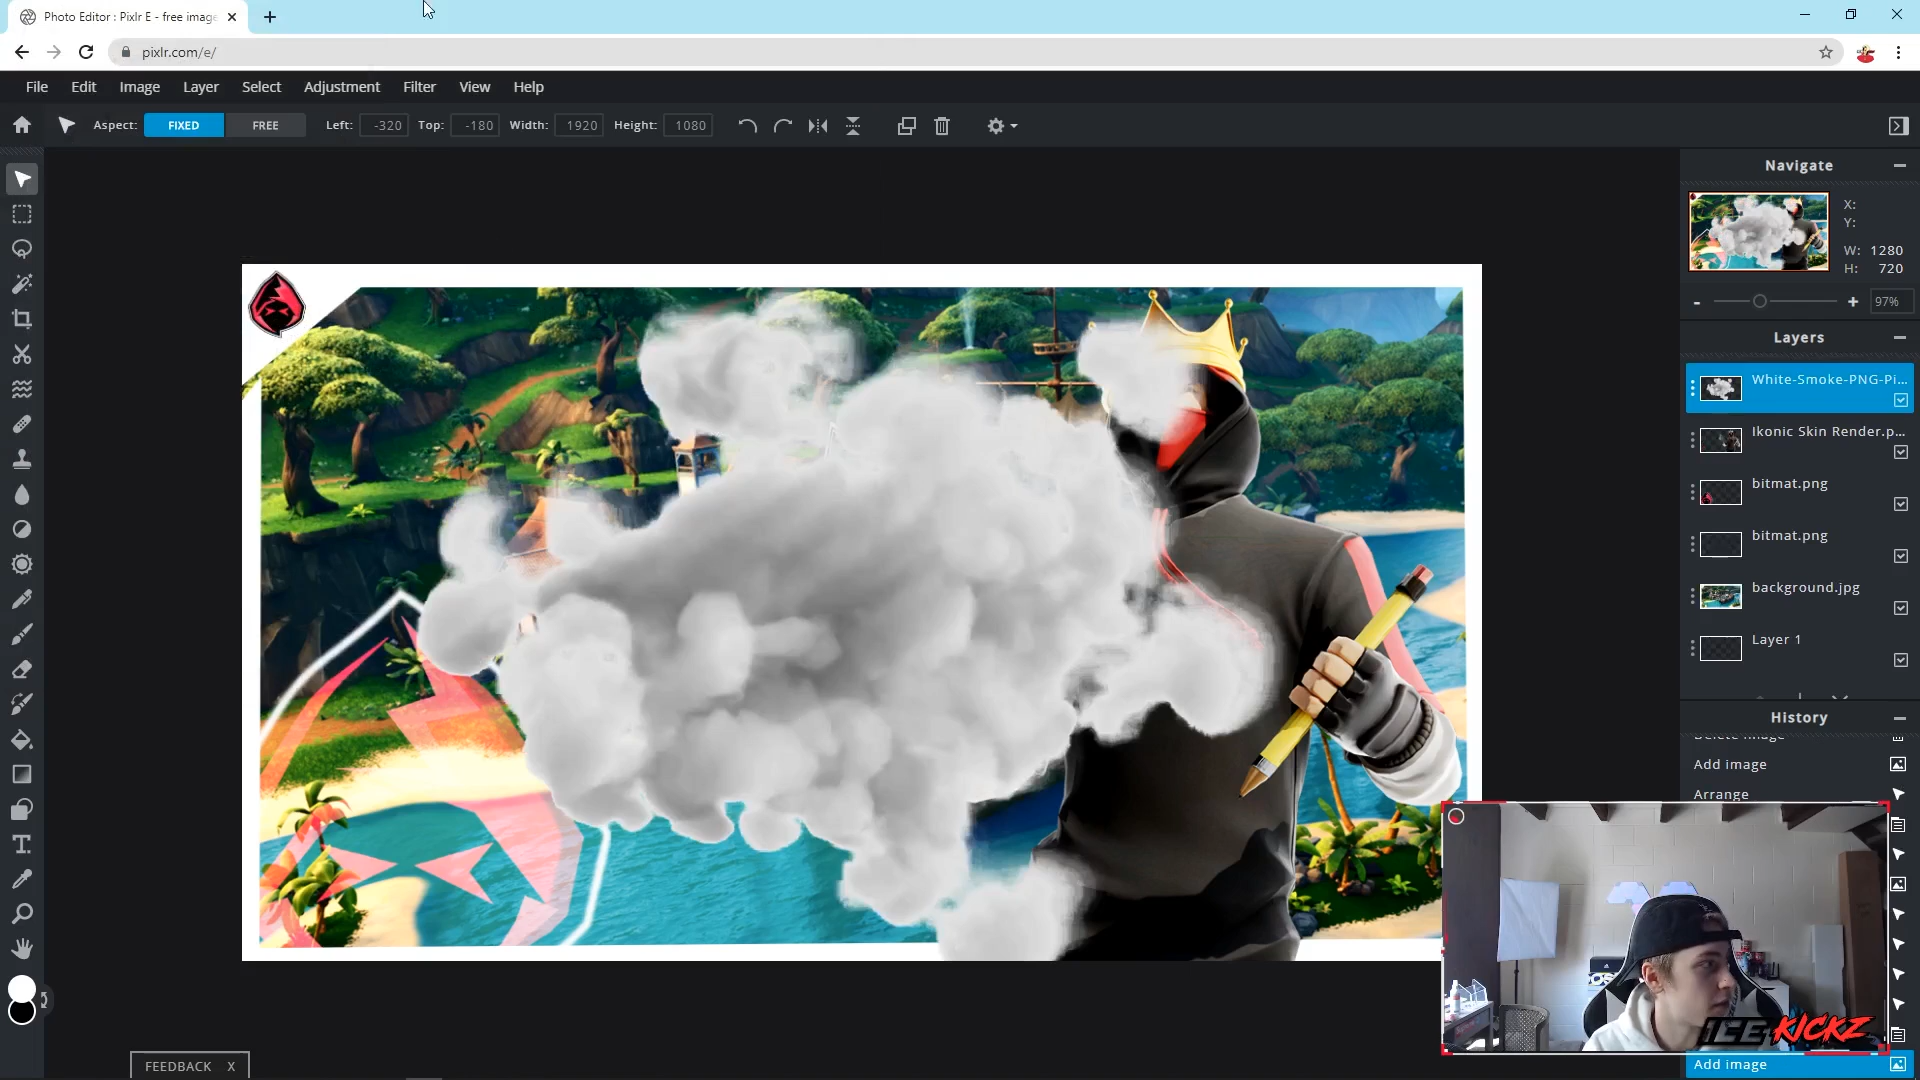 Photo Editor : Pixlr E - free image
pixlr.com/e/
File Edit Image Layer Select Adjustment Filter View Help
Aspect: FIXED FREE Left: -320 Top: -180 Width: 1920 Height: 1080
Navigate
X:
Y:
W: 1280
H: 720
- + 97%
Layers
White-Smoke-PNG-Pi...
Ikonic Skin Render.p...
bitmat.png
bitmat.png
background.jpg
Layer 1
History
Delete image
Add image
Arrange
ICE KICKZ
FEEDBACK X
Add image